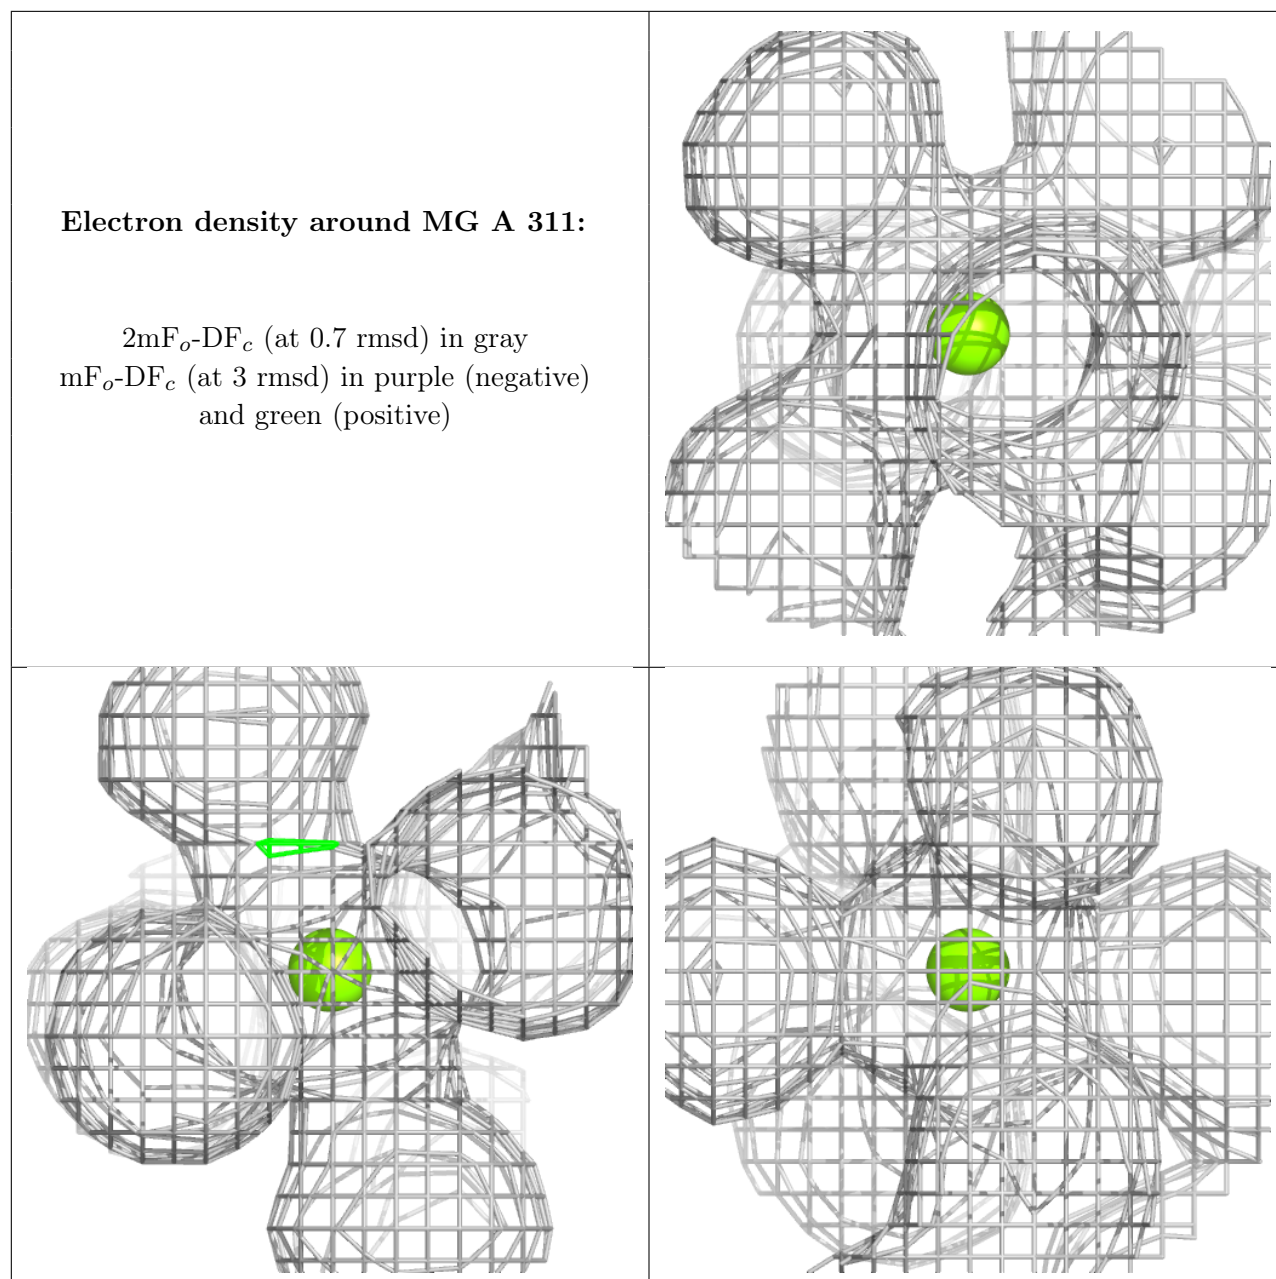 Electron density around MG A 311:
2mFo-DFc (at 0.7 rmsd) in gray
mFo-DFc (at 3 rmsd) in purple (negative)
and green (positive)